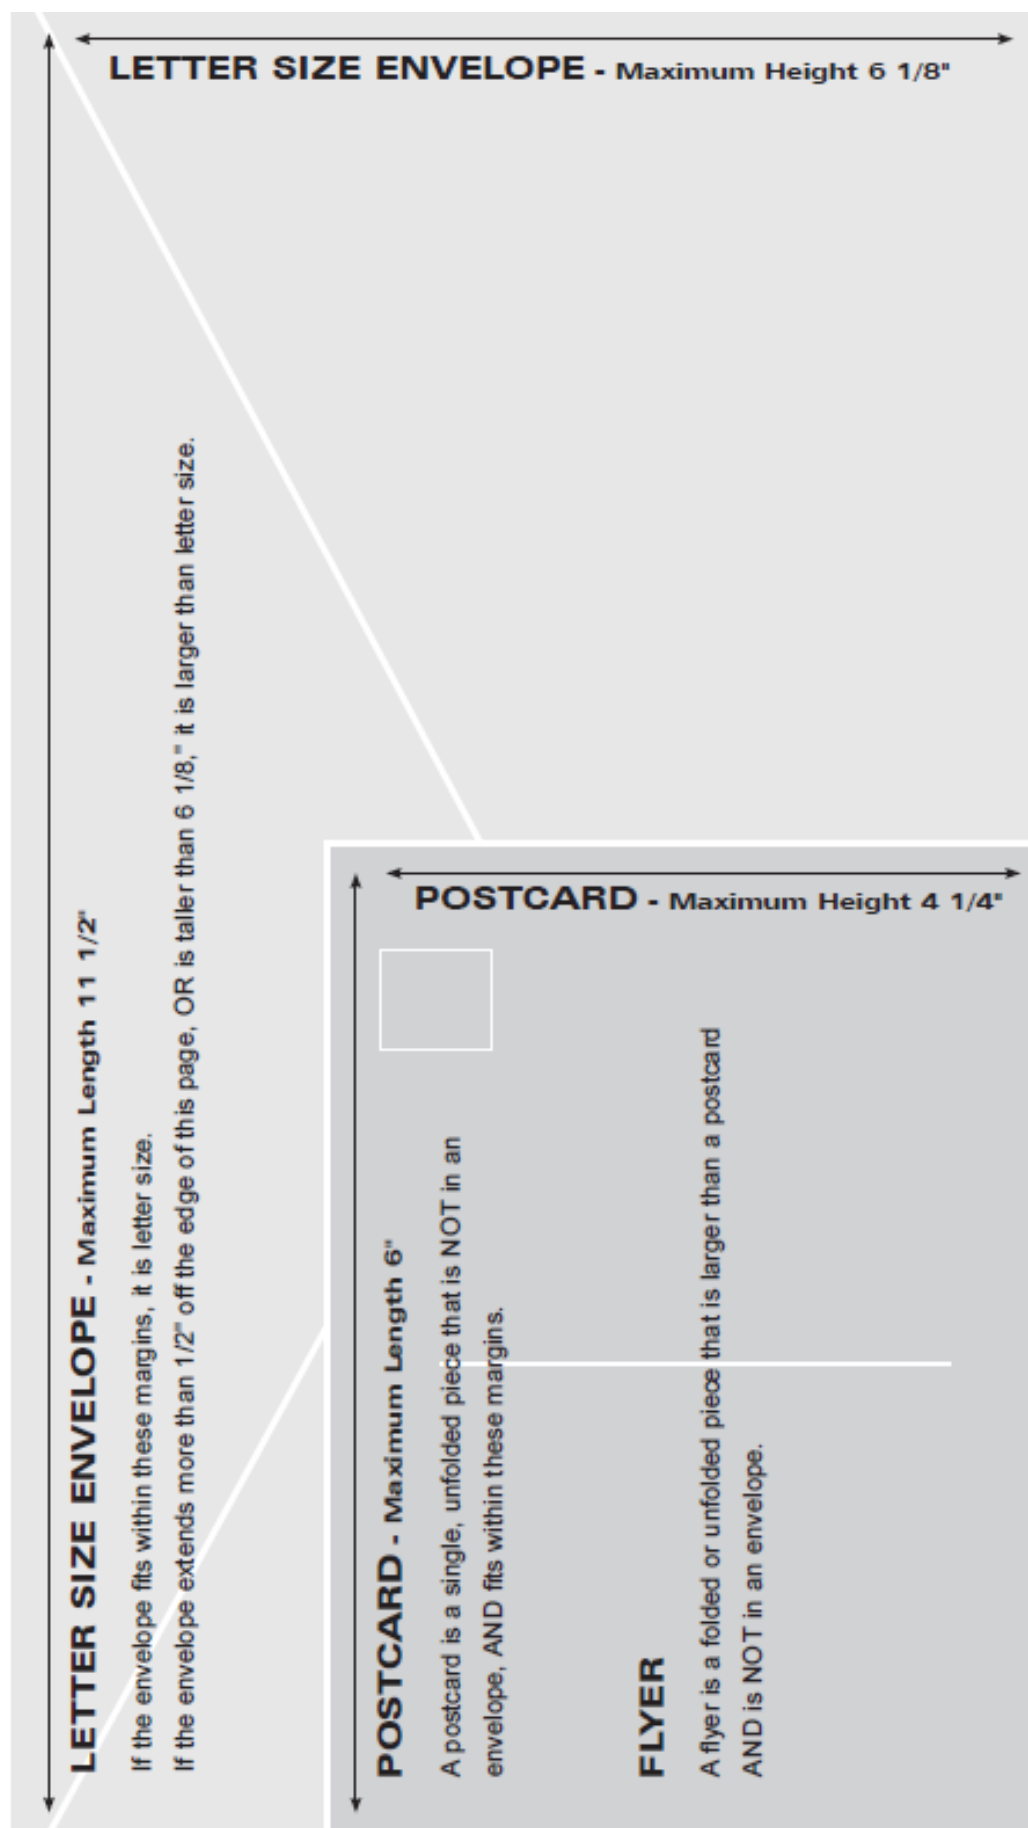 LETTER SIZE ENVELOPE - Maximum Height 6 1/8"
LETTER SIZE ENVELOPE - Maximum Length 11 1/2"
If the envelope fits within these margins, it is letter size.
If the envelope extends more than 1/2" off the edge of this page, OR is taller than 6 1/8," it is larger than letter size.
POSTCARD - Maximum Height 4 1/4"
POSTCARD - Maximum Length 6"
A postcard is a single, unfolded piece that is NOT in an
envelope, AND fits within these margins.
FLYER
A flyer is a folded or unfolded piece that is larger than a postcard
AND is NOT in an envelope.